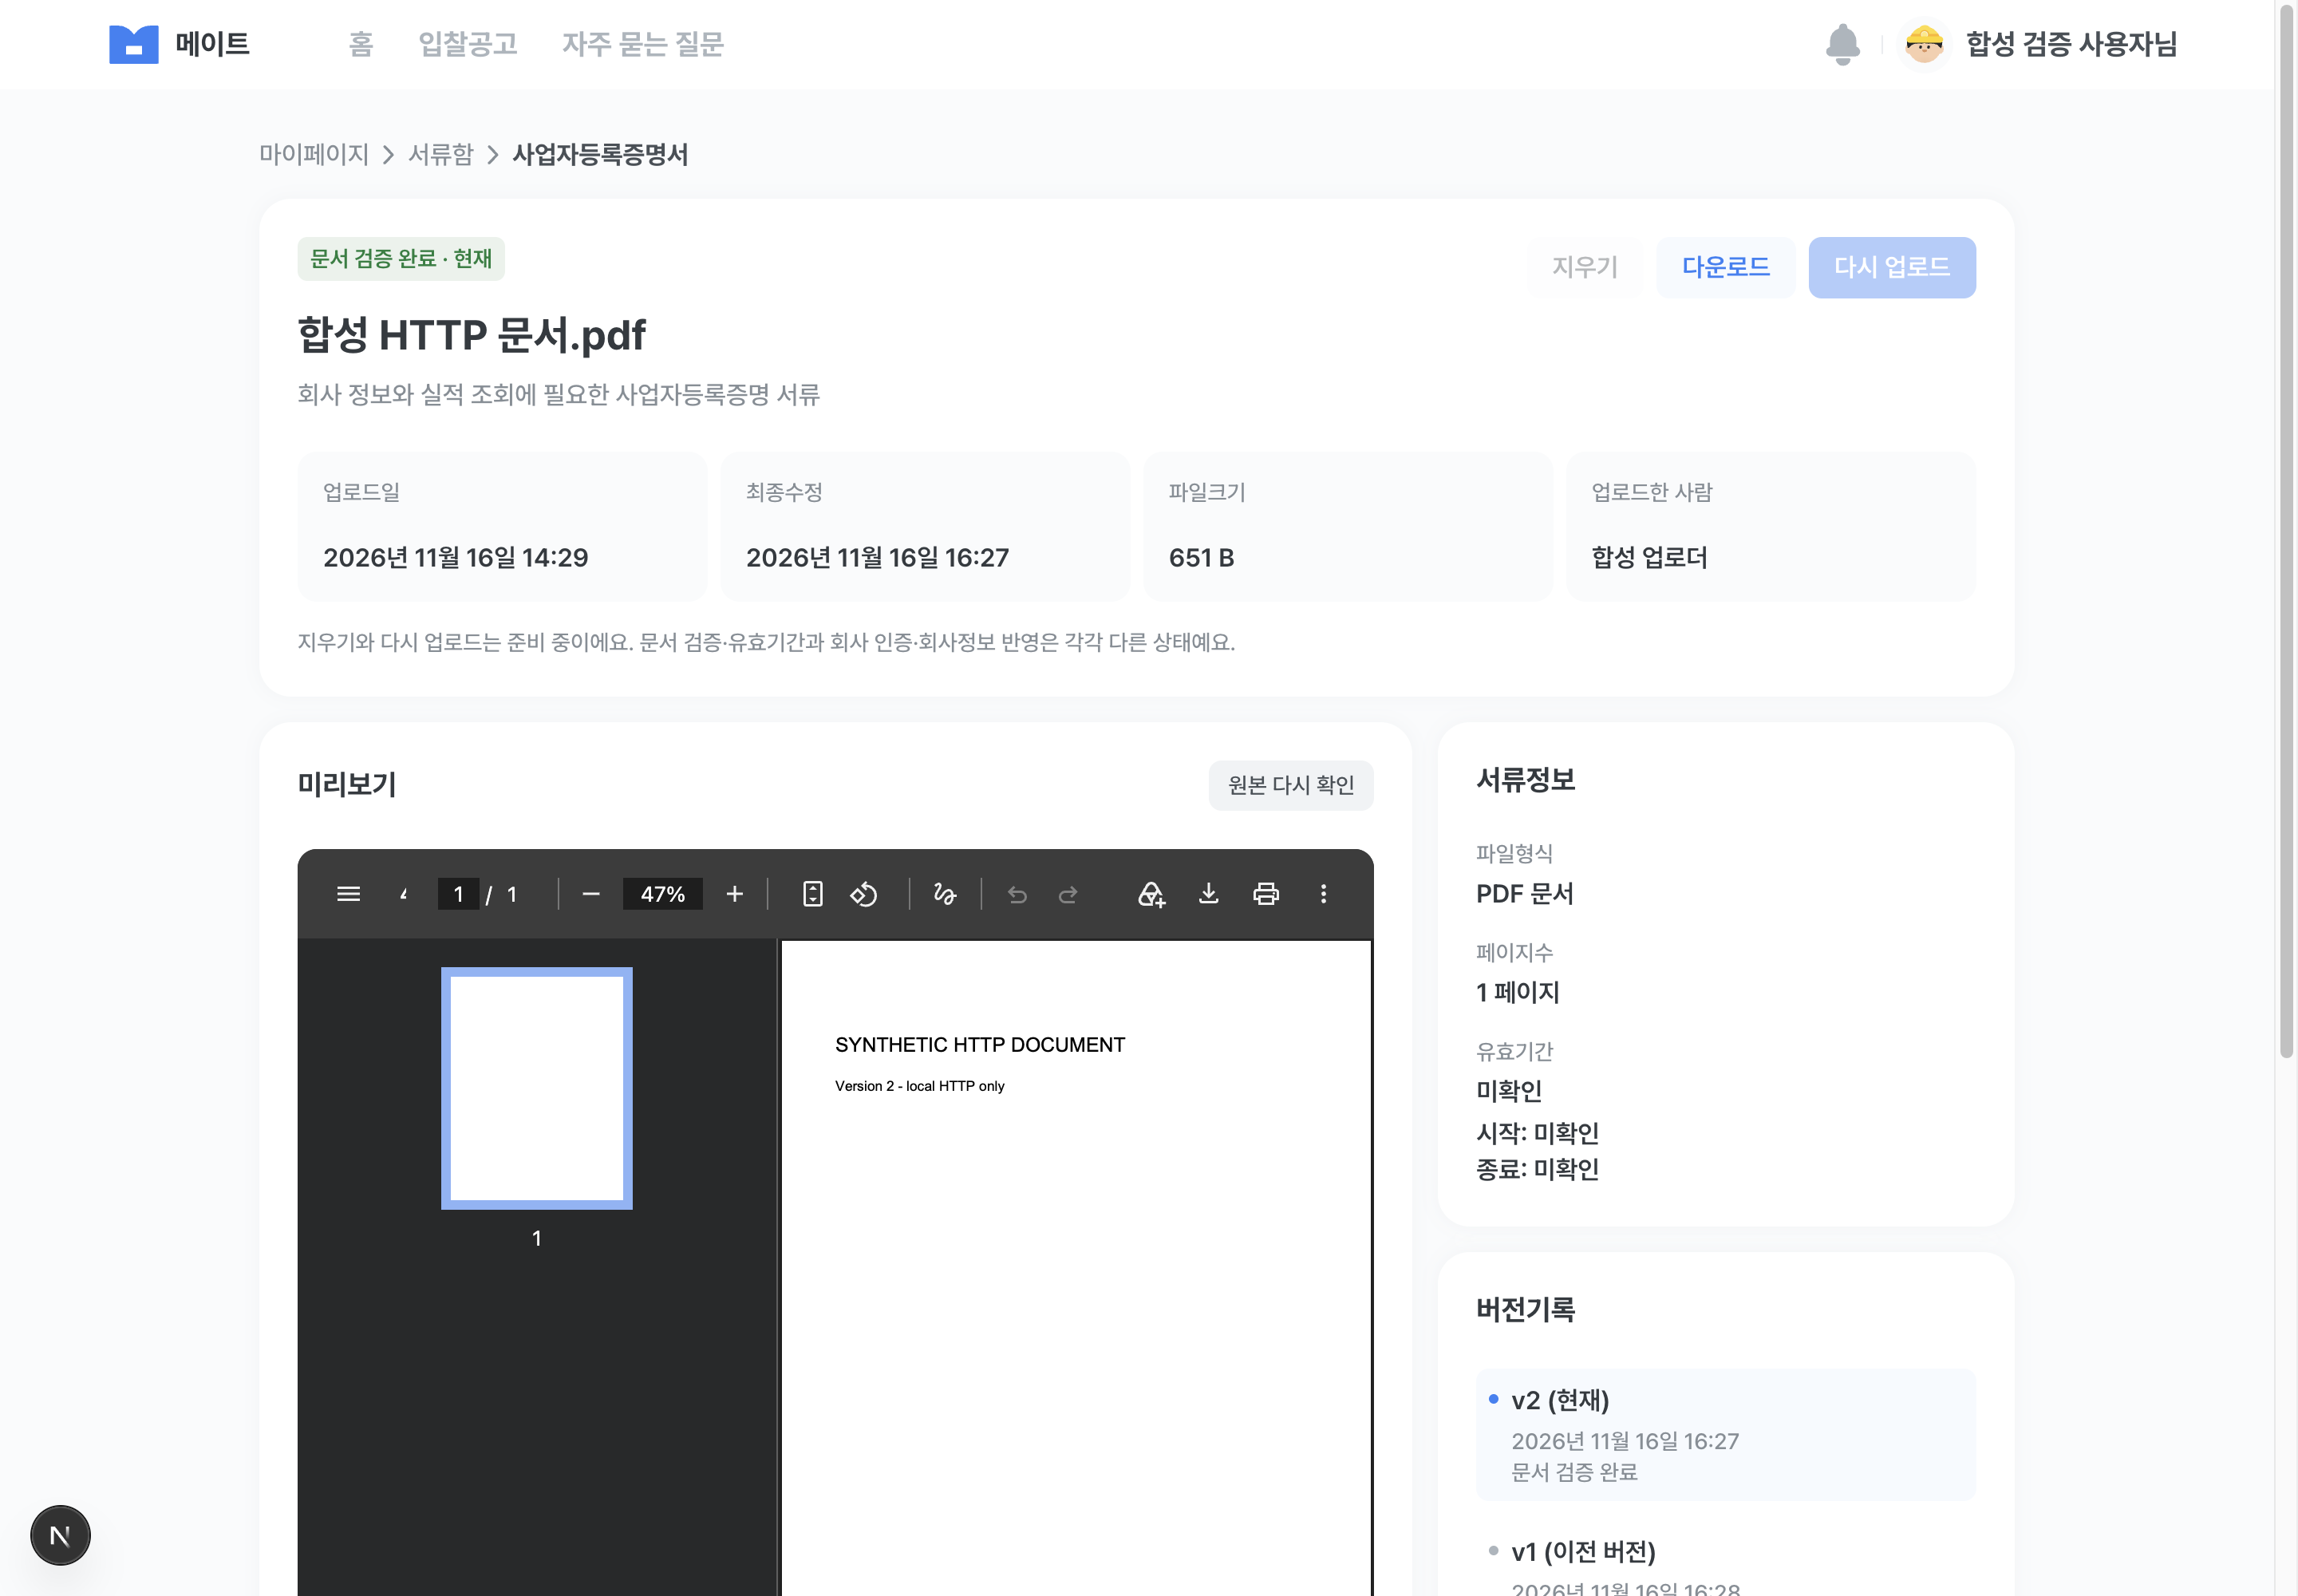 메이트
홈
입찰공고
자주 묻는 질문
합성 검증 사용자님
마이페이지 > 서류함 > 사업자등록증명서
문서 검증 완료 · 현재
지우기
다운로드
다시 업로드
합성 HTTP 문서.pdf
회사 정보와 실적 조회에 필요한 사업자등록증명 서류
업로드일
2026년 11월 16일 14:29
최종수정
2026년 11월 16일 16:27
파일크기
651 B
업로드한 사람
합성 업로더
지우기와 다시 업로드는 준비 중이에요. 문서 검증·유효기간과 회사 인증·회사정보 반영은 각각 다른 상태예요.
미리보기
원본 다시 확인
1 / 1
47%
1
SYNTHETIC HTTP DOCUMENT
Version 2 - local HTTP only
서류정보
파일형식
PDF 문서
페이지수
1 페이지
유효기간
미확인
시작: 미확인
종료: 미확인
버전기록
v2 (현재)
2026년 11월 16일 16:27
문서 검증 완료
v1 (이전 버전)
2026년 11월 16일 16:28
N